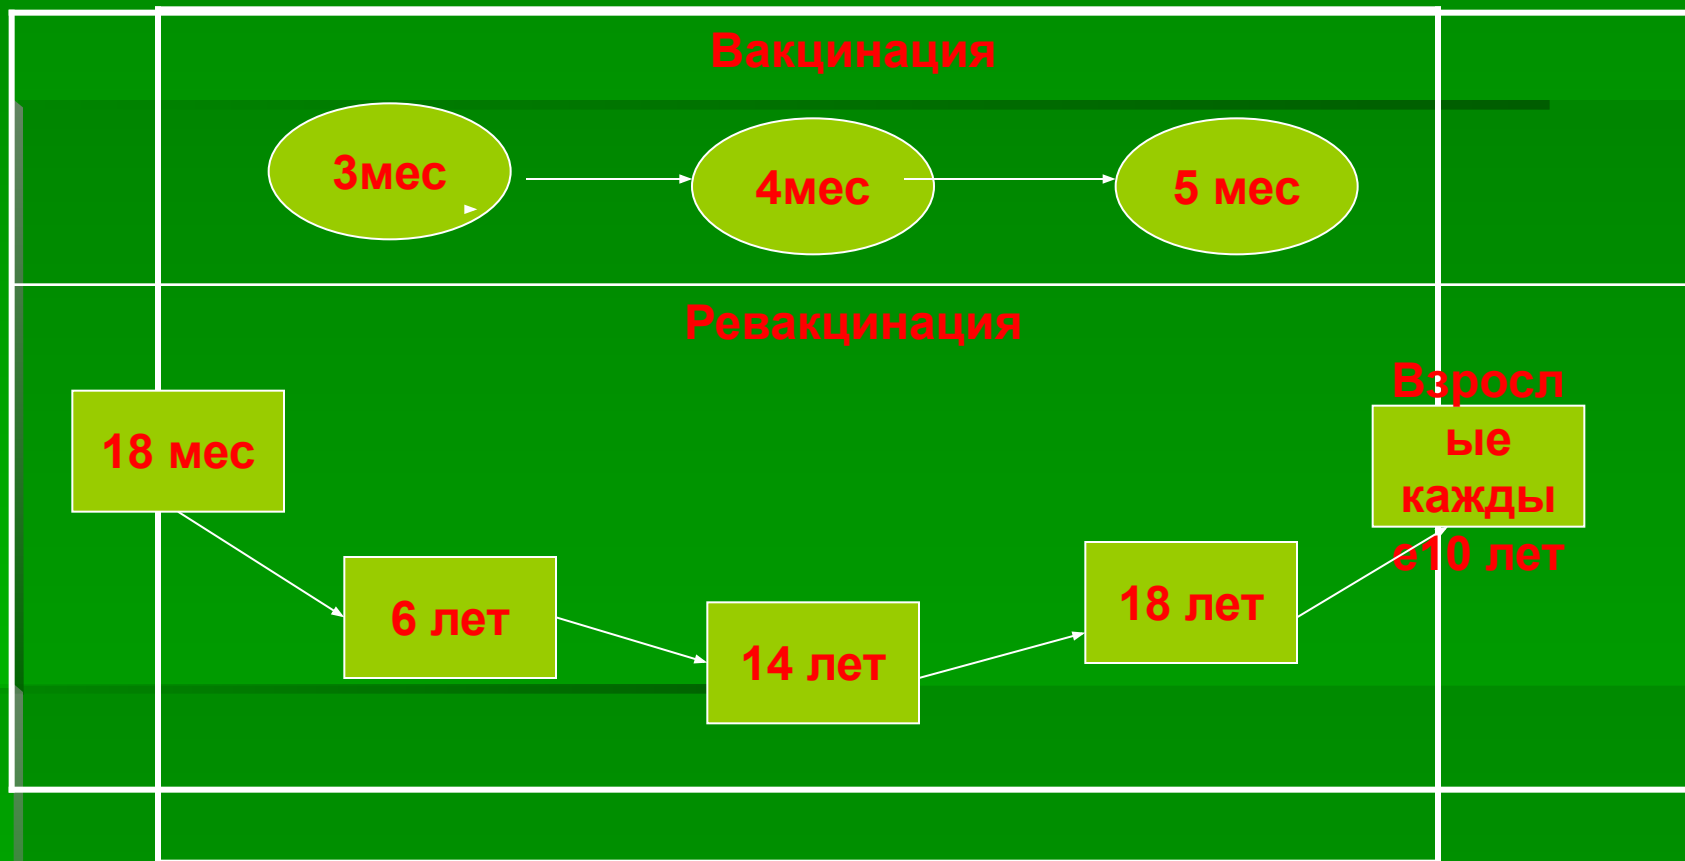 Вакцинация
3мес
4мес
5 мес
Ревакцинация
18 мес
6 лет
14 лет
18 лет
Взросл
ые
кажды
е10 лет